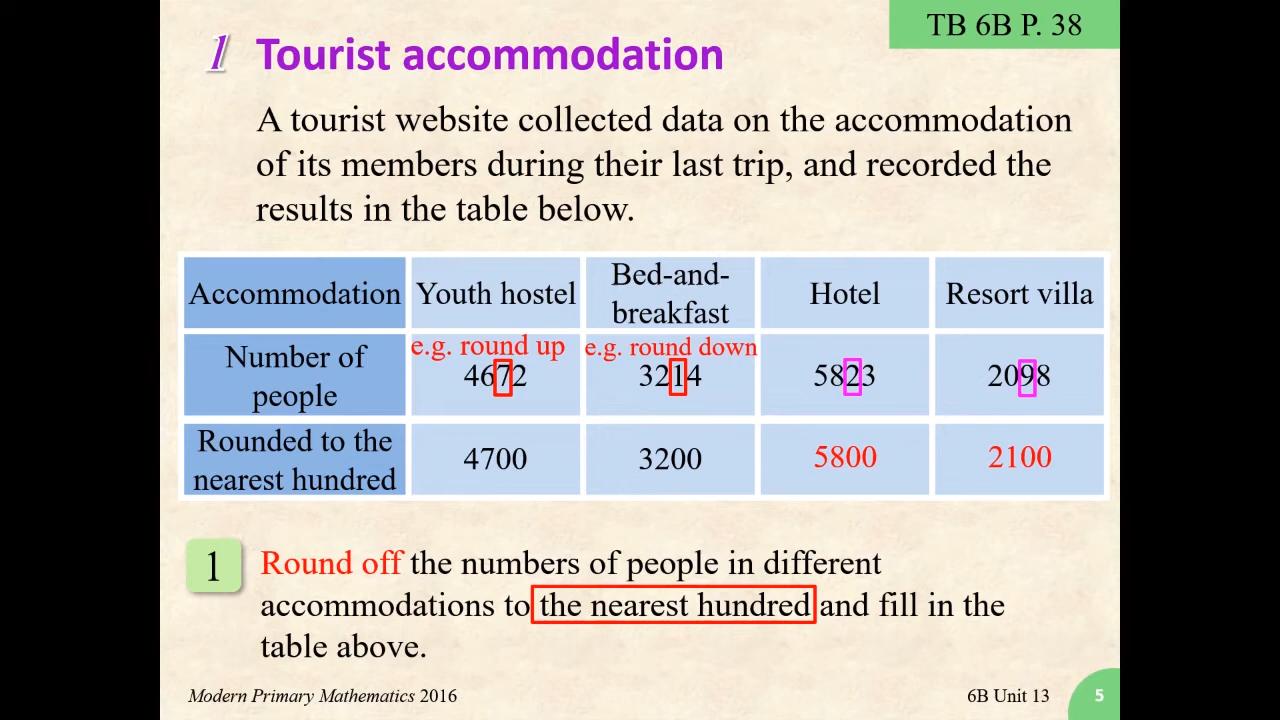 TB 6B P. 38
1 Tourist accommodation
A tourist website collected data on the accommodation
of its members during their last trip, and recorded the
results in the table below.
Accommodation Youth hostel Bed-and-breakfast Hotel Resort villa
e.g. round up e.g. round down
Number of people 4672 3214 5823 2098
Rounded to the nearest hundred 4700 3200 5800 2100
1 Round off the numbers of people in different
accommodations to the nearest hundred and fill in the
table above.
Modern Primary Mathematics 2016 6B Unit 13 5